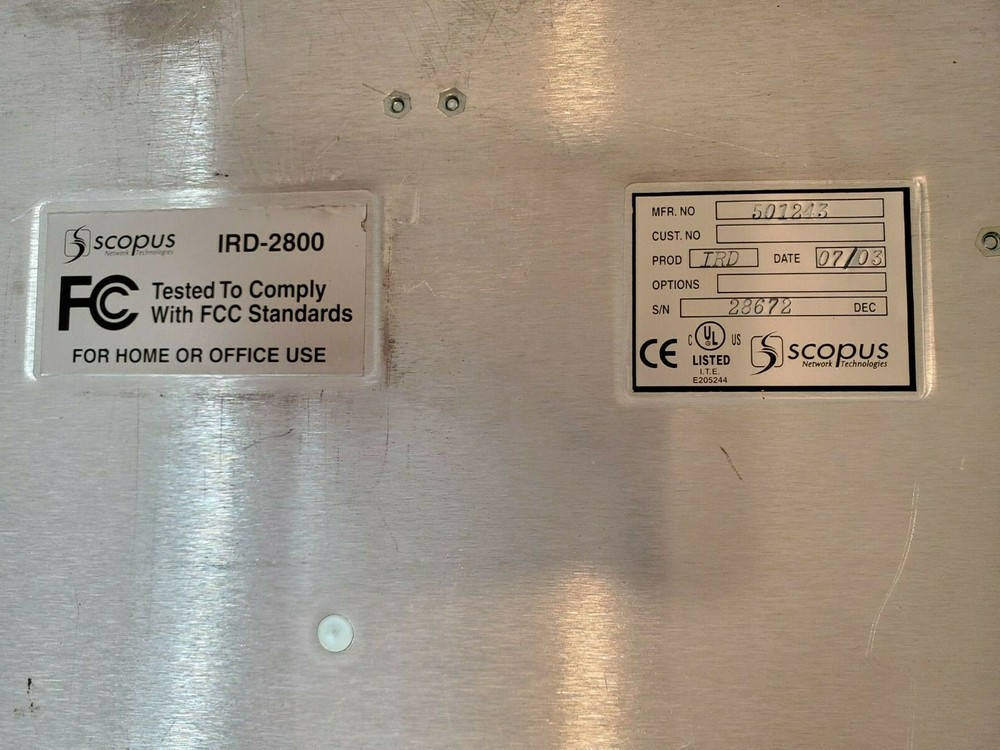 scopus IRD-2800
Network Technologies
FC Tested To Comply
With FCC Standards
FOR HOME OR OFFICE USE
MFR. NO 501243
CUST. NO
PROD IRD DATE 07/03
OPTIONS
S/N 28672 DEC
CE C UL US
LISTED
I.T.E.
E205244
scopus
Network Technologies